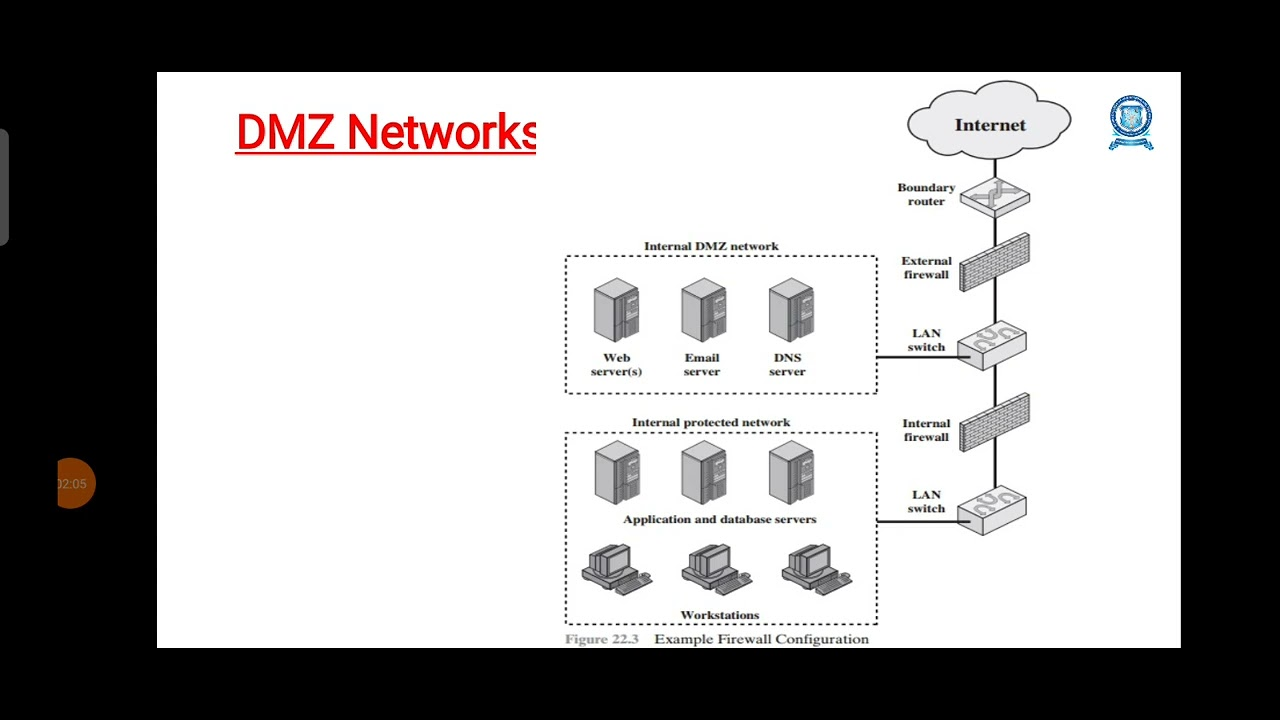 DMZ Networks
Internet
Boundary
router
External
firewall
LAN
switch
Internal DMZ network
Web
server(s)
Email
server
DNS
server
Internal
firewall
LAN
switch
Internal protected network
Application and database servers
Workstations
Figure 22.3 Example Firewall Configuration
02:05